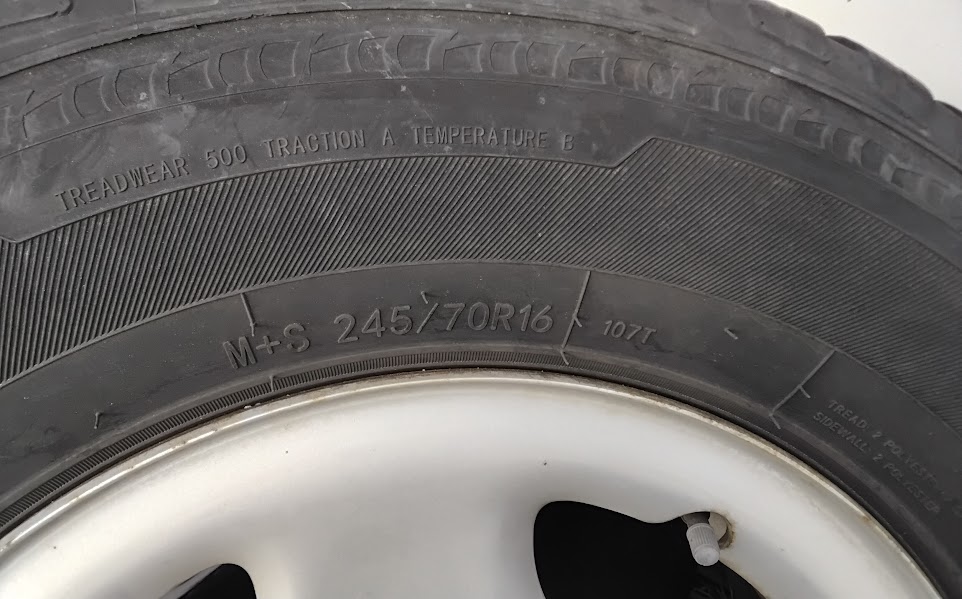 TREADWEAR 500 TRACTION A TEMPERATURE B
M+S 245/70R16 107T
TREAD: 2 POLYESTER
SIDEWALL 2 POLYESTER